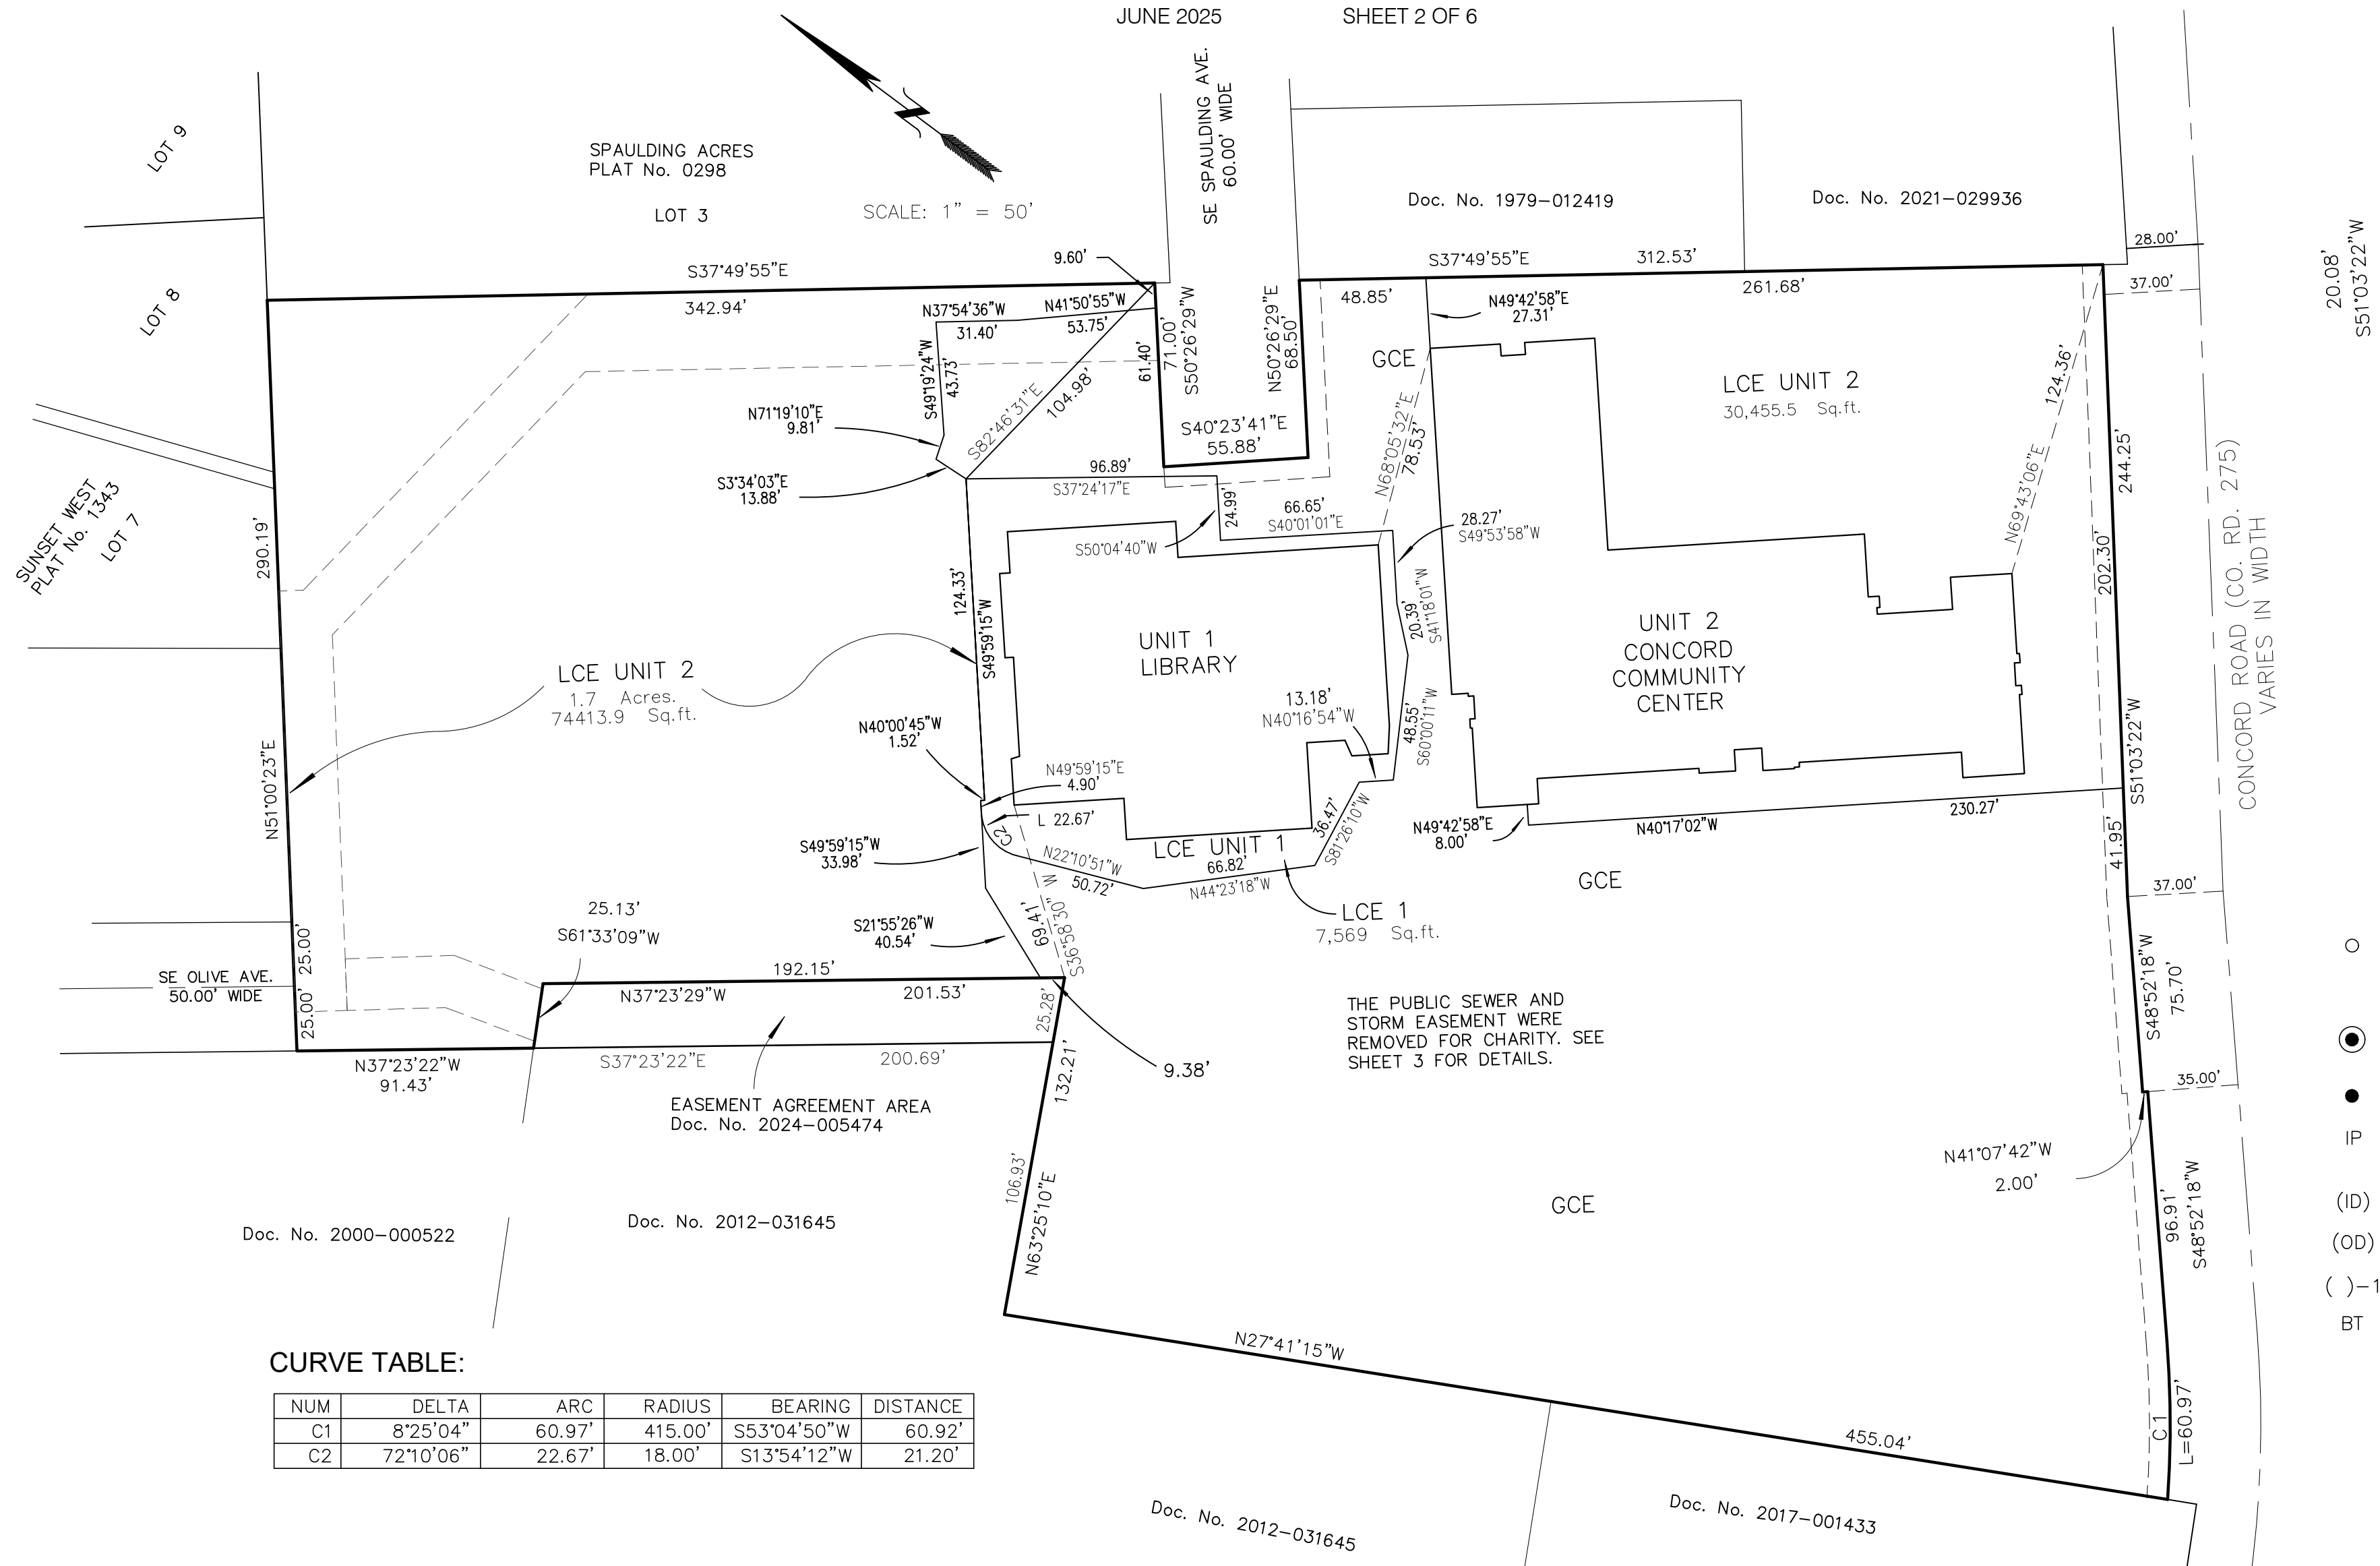 JUNE 2025
SHEET 2 OF 6
LOT 9
SPAULDING ACRES
PLAT No. 0298
LOT 3
SCALE: 1" = 50'
SE SPAULDING AVE.
60.00' WIDE
Doc. No. 1979-012419
Doc. No. 2021-029936
28.00'
20.08'
S51°03'22"W
LOT 8
S37°49'55"E
342.94'
9.60'
S37°49'55"E
312.53'
48.85'
261.68'
37.00'
N37°54'36"W
31.40'
N41°50'55"W
53.75'
61.40'
71.00'
S50°26'29"W
N50°26'29"E
68.50'
S40°23'41"E
55.88'
N49°42'58"E
27.31'
GCE
LCE UNIT 2
30,455.5 Sq.ft.
124.36'
N69°43'06"E
244.25'
202.30'
S49°19'24"W
43.73'
S82°46'31"E
104.98'
N71°19'10"E
9.81'
S3°34'03"E
13.88'
96.89'
S37°24'17"E
24.99'
S50°04'40"W
66.65'
S40°01'01"E
N68°05'32"E
78.53'
28.27'
S49°53'58"W
20.39'
S41°18'01"W
SUNSET WEST
PLAT No. 1343
LOT 7
290.19'
N51°00'23"E
124.33'
S49°59'15"W
LCE UNIT 2
1.7 Acres.
74413.9 Sq.ft.
UNIT 1
LIBRARY
13.18'
N40°16'54"W
48.55'
S60°00'11"W
UNIT 2
CONCORD
COMMUNITY
CENTER
CONCORD ROAD (CO. RD. 275)
VARIES IN WIDTH
S51°03'22"W
N40°00'45"W
1.52'
N49°59'15"E
4.90'
L 22.67'
C2
S49°59'15"W
33.98'
N22°10'51"W
50.72'
LCE UNIT 1
66.82'
N44°23'18"W
36.47'
S81°26'10"W
N49°42'58"E
8.00'
N40°17'02"W
230.27'
41.95'
GCE
37.00'
LCE 1
7,569 Sq.ft.
69.41'
S36°58'30" W
S21°55'26"W
40.54'
25.13'
S61°33'09"W
SE OLIVE AVE.
50.00' WIDE
25.00'
25.00'
192.15'
N37°23'29"W
201.53'
25.28'
S37°23'22"E
200.69'
N37°23'22"W
91.43'
9.38'
132.21'
THE PUBLIC SEWER AND
STORM EASEMENT WERE
REMOVED FOR CHARITY. SEE
SHEET 3 FOR DETAILS.
S48°52'18"W
75.70'
35.00'
EASEMENT AGREEMENT AREA
Doc. No. 2024-005474
N41°07'42"W
2.00'
106.93'
N63°25'10"E
GCE
96.91'
S48°52'18"W
IP
(ID)
(OD)
( )-1
BT
Doc. No. 2000-000522
Doc. No. 2012-031645
N27°41'15"W
455.04'
C1
L=60.97'
CURVE TABLE:
NUM DELTA ARC RADIUS BEARING DISTANCE
C1 8°25'04" 60.97' 415.00' S53°04'50"W 60.92'
C2 72°10'06" 22.67' 18.00' S13°54'12"W 21.20'
Doc. No. 2012-031645
Doc. No. 2017-001433